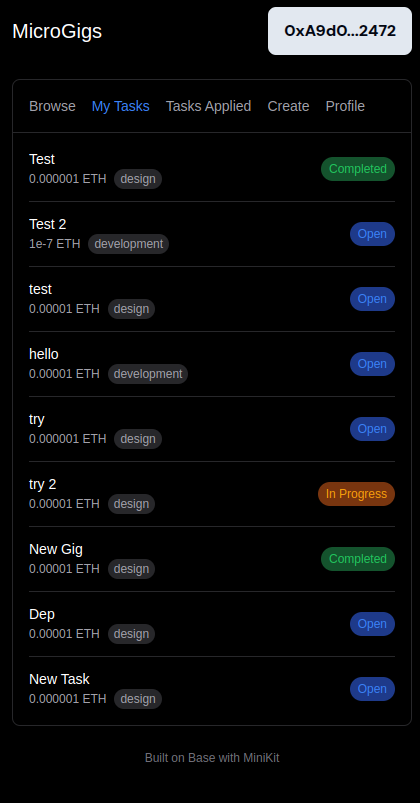 MicroGigs
0xA9d0...2472
Browse My Tasks Tasks Applied Create Profile
Test
Completed
0.000001 ETH design
Test 2
Open
1e-7 ETH development
test
Open
0.00001 ETH design
hello
Open
0.00001 ETH development
try
Open
0.000001 ETH design
try 2
In Progress
0.00001 ETH design
New Gig
Completed
0.00001 ETH design
Dep
Open
0.00001 ETH design
New Task
Open
0.000001 ETH design
Built on Base with MiniKit